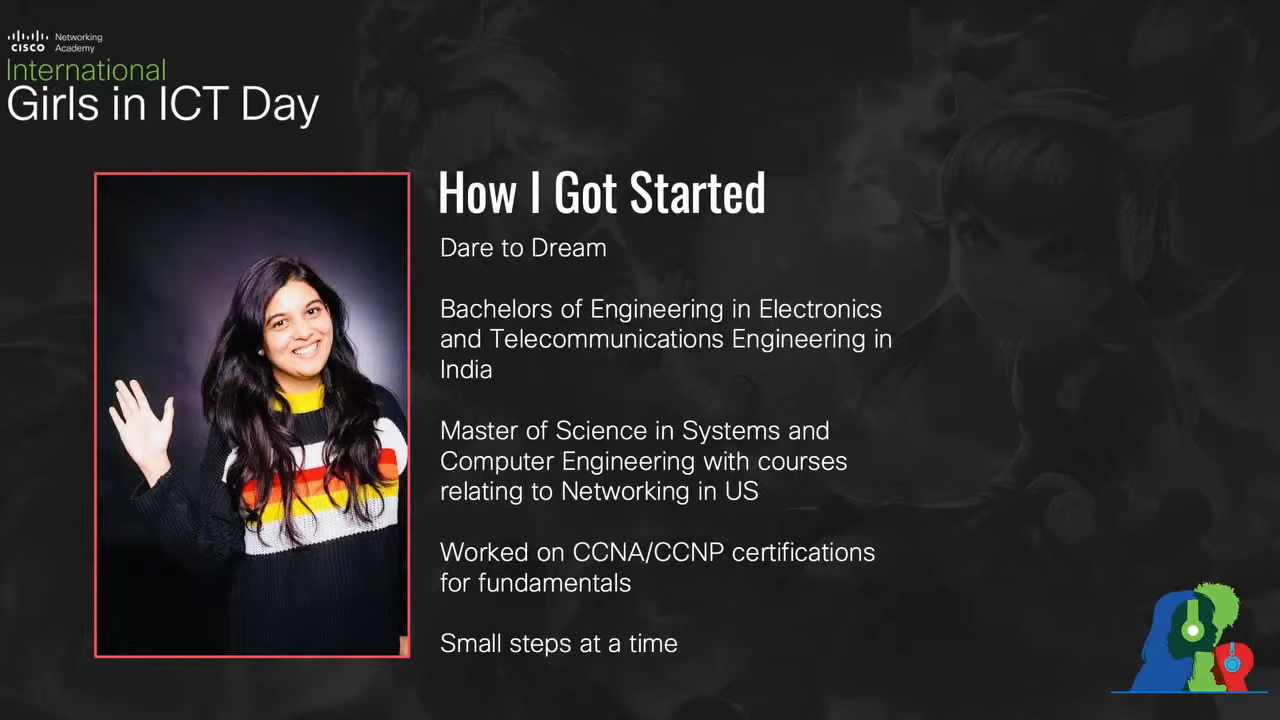 CISCO
Networking
Academy
International
Girls in ICT Day
How I Got Started
Dare to Dream
Bachelors of Engineering in Electronics
and Telecommunications Engineering in
India
Master of Science in Systems and
Computer Engineering with courses
relating to Networking in US
Worked on CCNA/CCNP certifications
for fundamentals
Small steps at a time